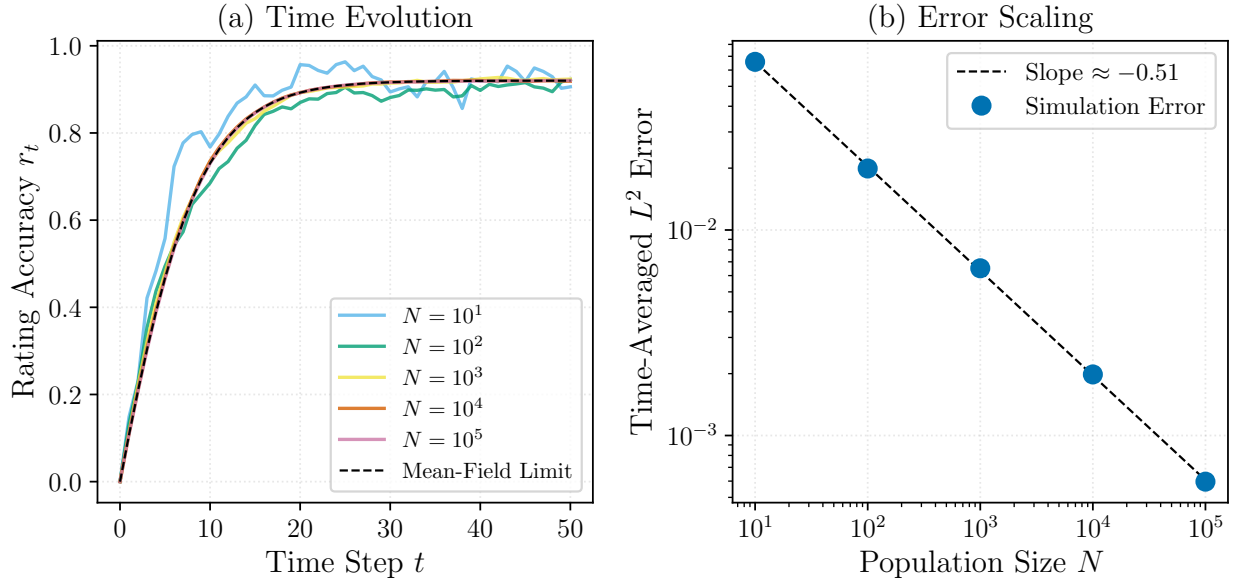 (a) Time Evolution
Rating Accuracy $r_t$
1.0
0.8
0.6
0.4
0.2
0.0
0
10
20
30
40
50
Time Step $t$
$N = 10^1$
$N = 10^2$
$N = 10^3$
$N = 10^4$
$N = 10^5$
Mean-Field Limit
(b) Error Scaling
Time-Averaged $L^2$ Error
$10^{-2}$
$10^{-3}$
$10^1$
$10^2$
$10^3$
$10^4$
$10^5$
Population Size $N$
Slope ≈ −0.51
Simulation Error